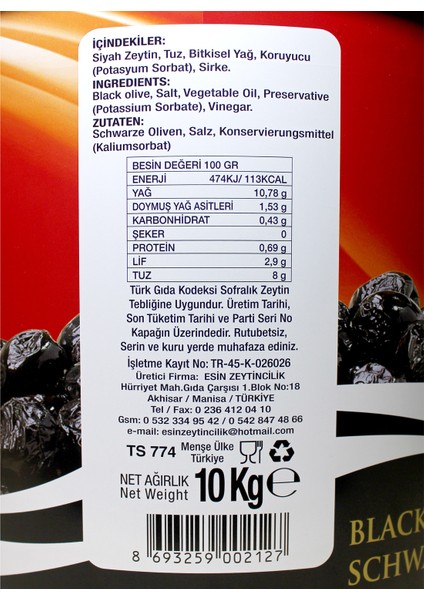 İÇİNDEKİLER:
Siyah Zeytin, Tuz, Bitkisel Yağ, Koruyucu
(Potasyum Sorbat), Sirke.
INGREDIENTS:
Black olive, Salt, Vegetable Oil, Preservative
(Potassium Sorbate), Vinegar.
ZUTATEN:
Schwarze Oliven, Salz, Konservierungsmittel
(Kaliumsorbat)
BESİN DEĞERİ 100 GR
ENERJİ 474KJ/ 113KCAL
YAĞ 10,78 g
DOYMUŞ YAĞ ASİTLERİ 1,53 g
KARBONHİDRAT 0,43 g
ŞEKER 0
PROTEİN 0,69 g
LİF 2,9 g
TUZ 8 g
Türk Gıda Kodeksi Sofralık Zeytin
Tebliğine Uygundur. Üretim Tarihi,
Son Tüketim Tarihi ve Parti Seri No
Kapağın Üzerindedir. Rutubetsiz,
Serin ve kuru yerde muhafaza ediniz.
İşletme Kayıt No: TR-45-K-026026
Üretici Firma: ESİN ZEYTİNCİLİK
Hürriyet Mah.Gıda Çarşısı 1.Blok No:18
Akhisar / Manisa / TÜRKİYE
Tel / Fax: 0 236 412 04 10
Gsm: 0 532 334 95 42 / 0 542 847 48 66
e-mail: esinzeytincilik@hotmail.com
TS 774 Menşe Ülke
Türkiye
NET AĞIRLIK
Net Weight 10 Kg e
8 693259 002127
BLACK
SCHWA